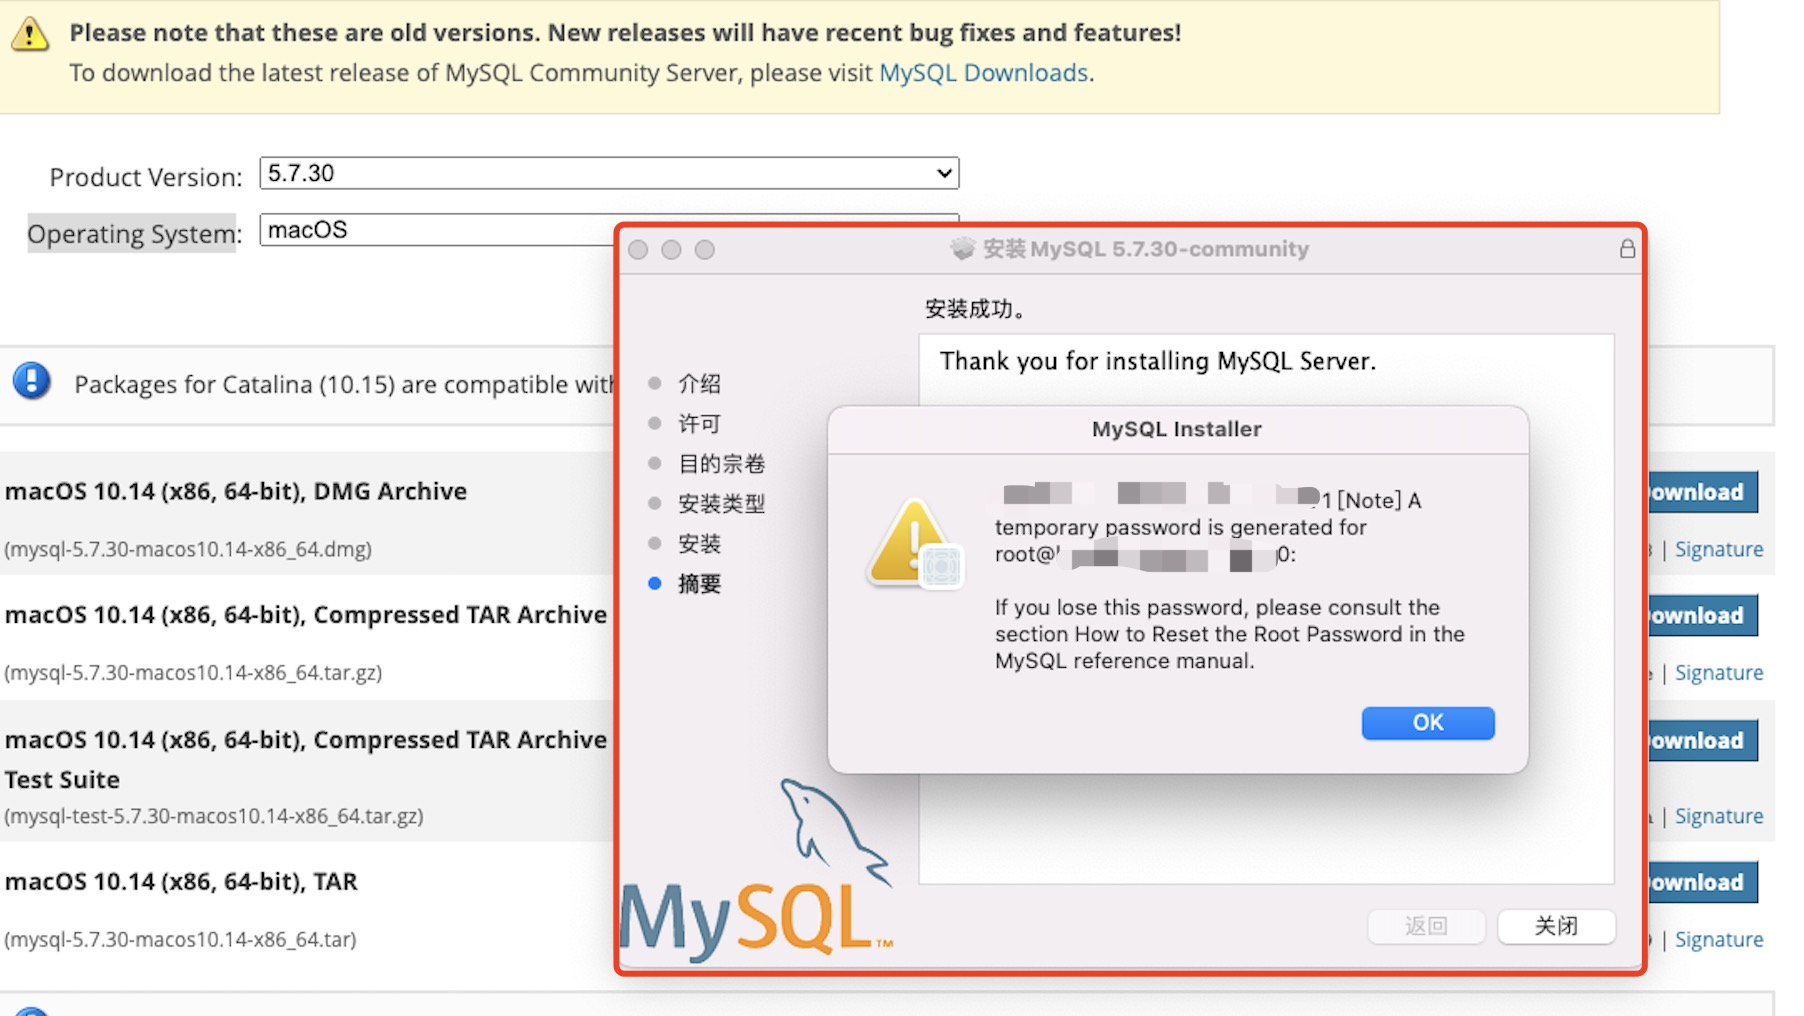 Please note that these are old versions. New releases will have recent bug fixes and features!
To download the latest release of MySQL Community Server, please visit MySQL Downloads.
Product Version: 5.7.30
Operating System: macOS
Packages for Catalina (10.15) are compatible with
macOS 10.14 (x86, 64-bit), DMG Archive
(mysql-5.7.30-macos10.14-x86_64.dmg)
ownload
| Signature
macOS 10.14 (x86, 64-bit), Compressed TAR Archive
(mysql-5.7.30-macos10.14-x86_64.tar.gz)
ownload
| Signature
macOS 10.14 (x86, 64-bit), Compressed TAR Archive
Test Suite
(mysql-test-5.7.30-macos10.14-x86_64.tar.gz)
ownload
| Signature
macOS 10.14 (x86, 64-bit), TAR
(mysql-5.7.30-macos10.14-x86_64.tar)
ownload
| Signature
安装 MySQL 5.7.30-community
安装成功。
Thank you for installing MySQL Server.
介绍
许可
目的宗卷
安装类型
安装
摘要
MySQL Installer
1 [Note] A
temporary password is generated for
root@ 0:
If you lose this password, please consult the
section How to Reset the Root Password in the
MySQL reference manual.
OK
MySQL™
返回
关闭